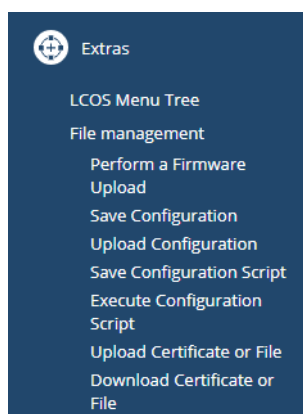 Extras
LCOS Menu Tree
File management
Perform a Firmware
Upload
Save Configuration
Upload Configuration
Save Configuration Script
Execute Configuration
Script
Upload Certificate or File
Download Certificate or
File